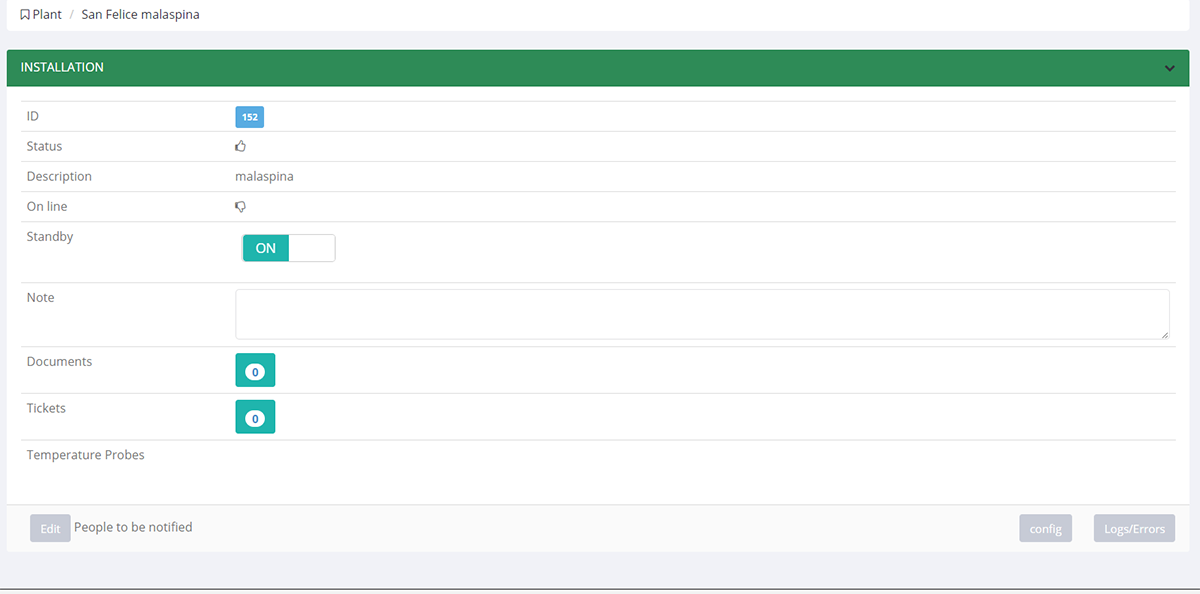 Plant / San Felice malaspina
INSTALLATION
ID 152
Status
Description malaspina
On line
Standby ON
Note
Documents 0
Tickets 0
Temperature Probes
Edit People to be notified config Logs/Errors